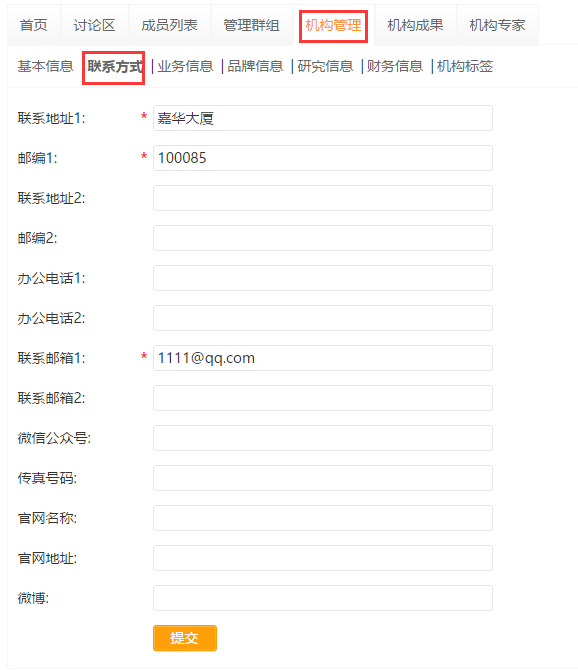 首页 讨论区 成员列表 管理群组 机构管理 机构成果 机构专家
基本信息 联系方式 |业务信息 |品牌信息 |研究信息 |财务信息 |机构标签
联系地址1: * 嘉华大厦
邮编1: * 100085
联系地址2:
邮编2:
办公电话1:
办公电话2:
联系邮箱1: * 1111@qq.com
联系邮箱2:
微信公众号:
传真号码:
官网名称:
官网地址:
微博:
提交